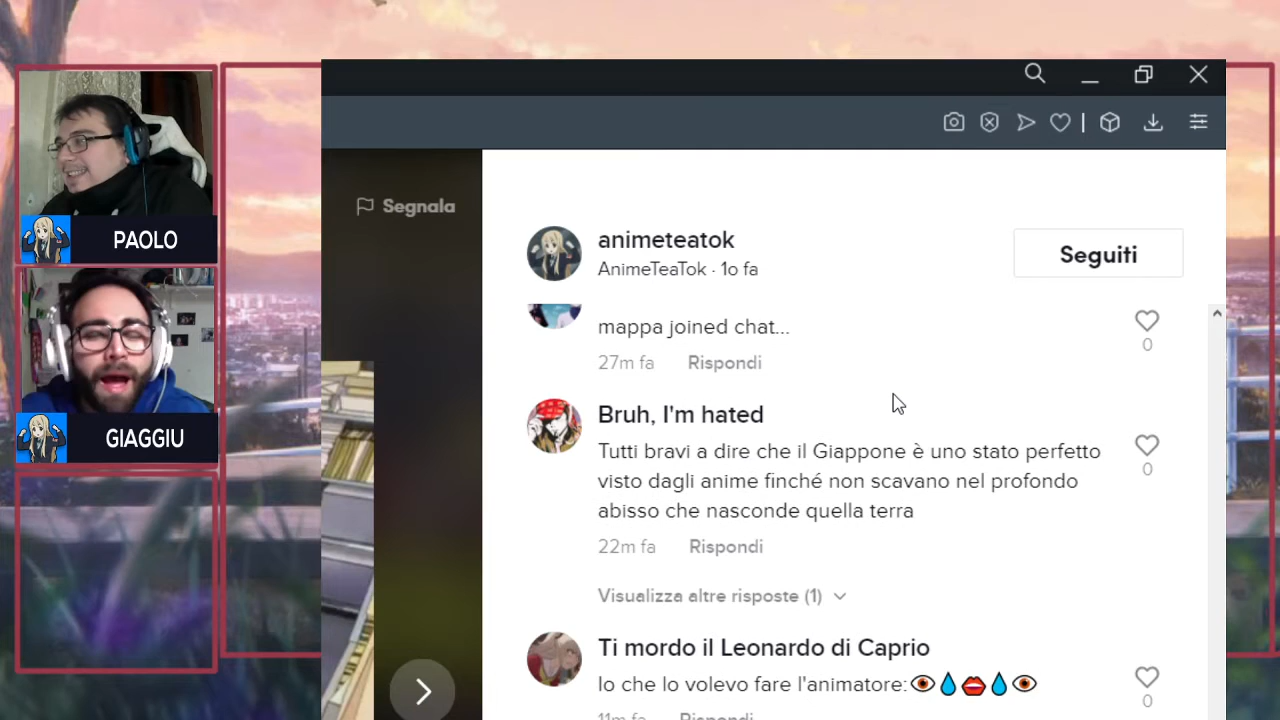 PAOLO
GIAGGIU
Segnala
animeteatok
AnimeTeaTok · 1o fa
Seguiti
mappa joined chat...
0
27m fa Rispondi
Bruh, I'm hated
Tutti bravi a dire che il Giappone è uno stato perfetto
visto dagli anime finché non scavano nel profondo
abisso che nasconde quella terra
0
22m fa Rispondi
Visualizza altre risposte (1)
Ti mordo il Leonardo di Caprio
Io che lo volevo fare l'animatore:👁💧👄💧👁
0
11m fa Rispondi